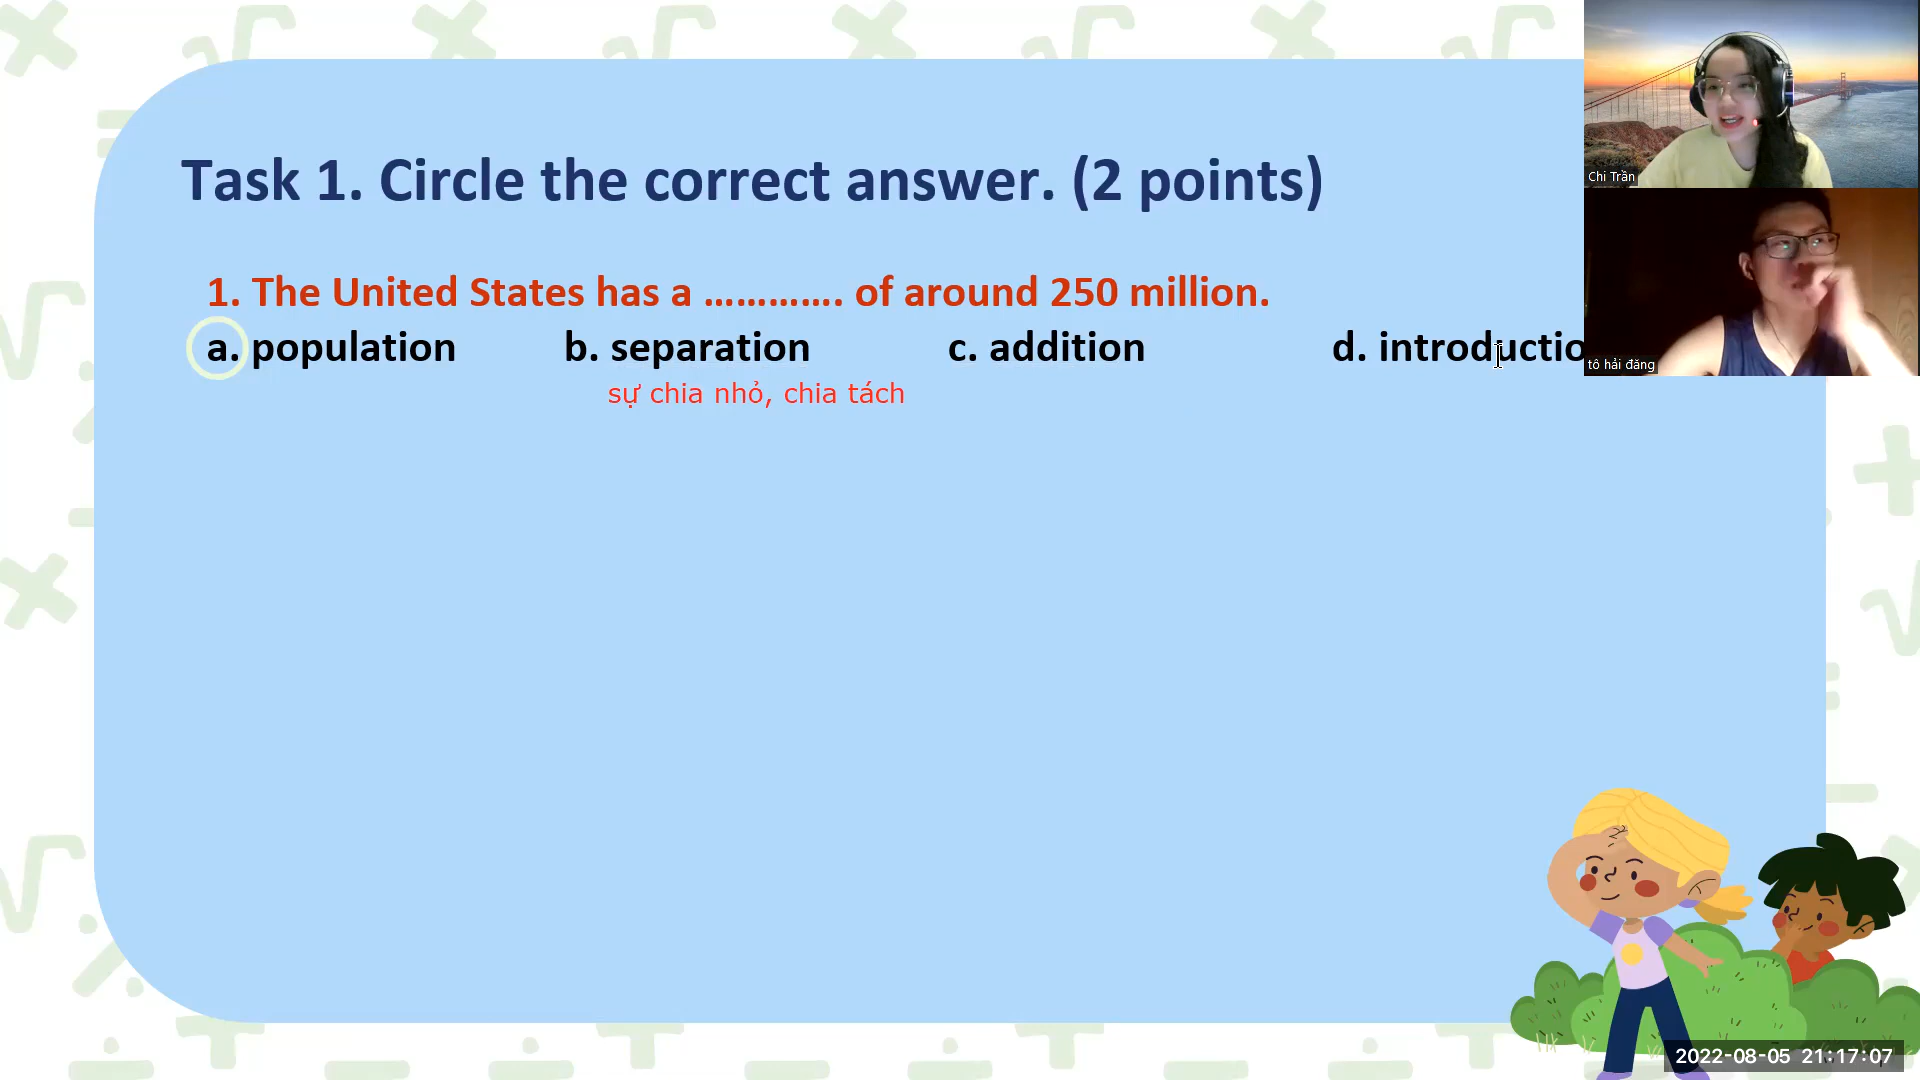 Task 1. Circle the correct answer. (2 points)
1. The United States has a …………. of around 250 million.
a. population b. separation c. addition d. introductio
sự chia nhỏ, chia tách
Chi Trần
tô hải đăng
2022-08-05 21:17:07